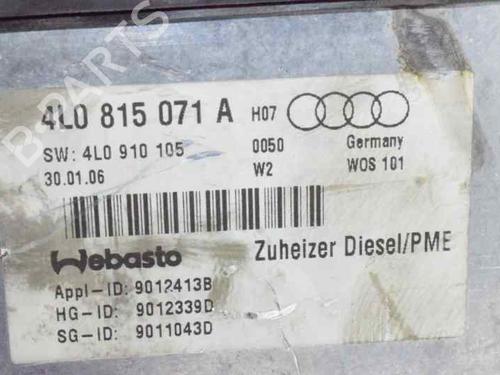 B-PARTS
4L0 815 071 A H07
SW: 4L0 910 105 0050 Germany
30.01.06 W2 WOS 101
Webasto Zuheizer Diesel/PME
Appl-ID: 9012413B
HG-ID: 9012339D
SG-ID: 9011043D